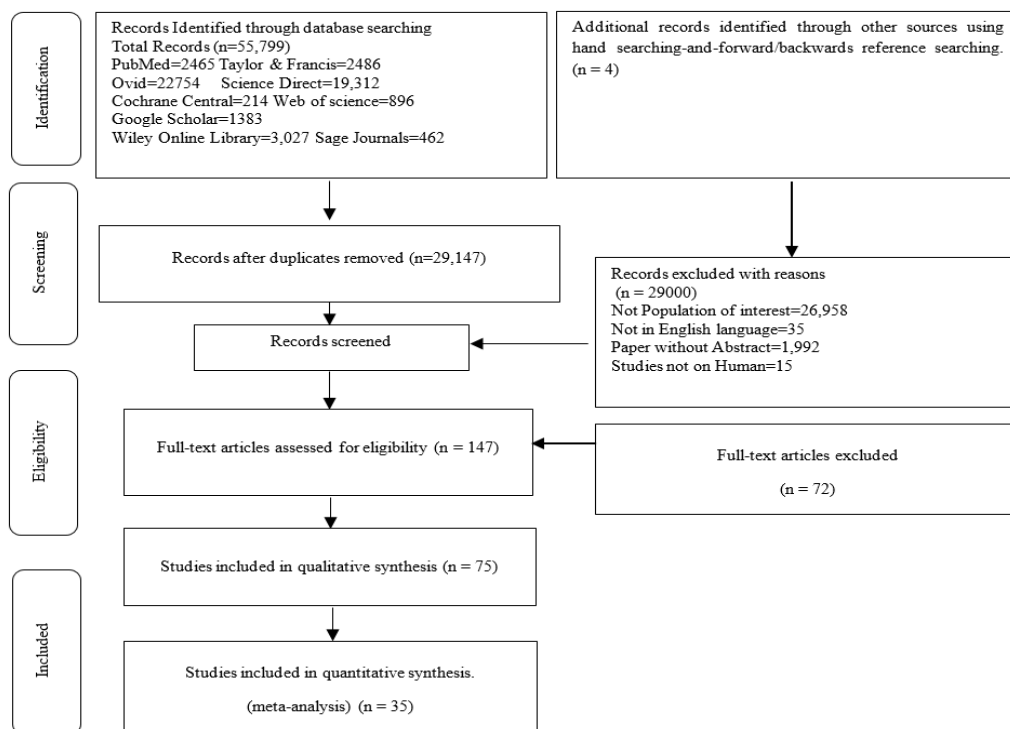 Identification
Records Identified through database searching
Total Records (n=55,799)
PubMed=2465 Taylor & Francis=2486
Ovid=22754 Science Direct=19,312
Cochrane Central=214 Web of science=896
Google Scholar=1383
Wiley Online Library=3,027 Sage Journals=462
Additional records identified through other sources using
hand searching-and-forward/backwards reference searching.
(n = 4)
Screening
Records after duplicates removed (n=29,147)
Records excluded with reasons
(n = 29000)
Not Population of interest=26,958
Not in English language=35
Paper without Abstract=1,992
Studies not on Human=15
Records screened
Eligibility
Full-text articles assessed for eligibility (n = 147)
Full-text articles excluded
(n = 72)
Studies included in qualitative synthesis (n = 75)
Included
Studies included in quantitative synthesis.
(meta-analysis) (n = 35)